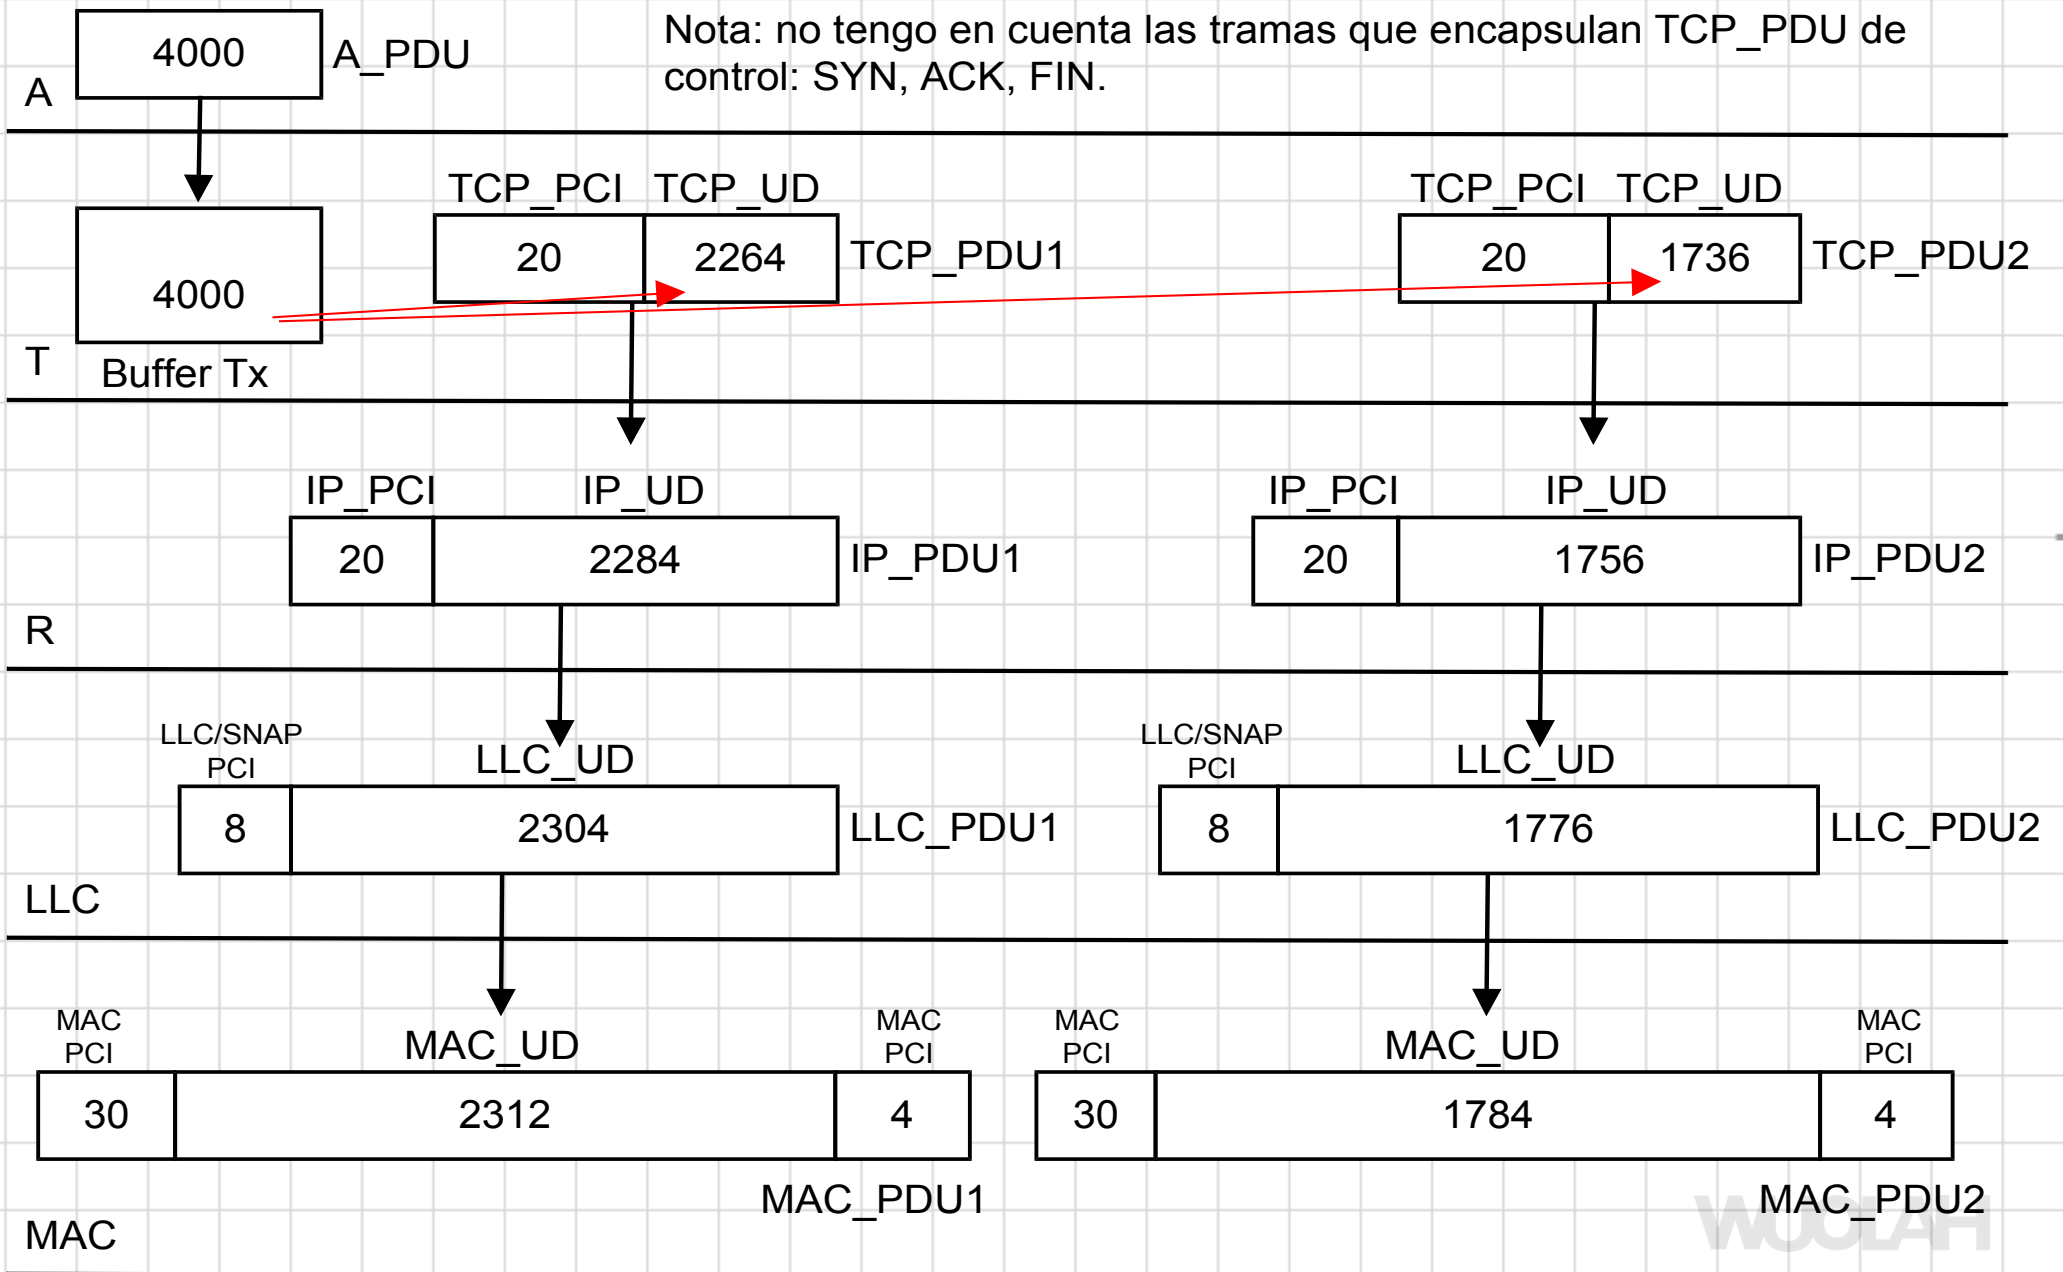 4000
A_PDU
Nota: no tengo en cuenta las tramas que encapsulan TCP_PDU de
control: SYN, ACK, FIN.
A
TCP_PCI TCP_UD
TCP_PCI TCP_UD
20 2264 TCP_PDU1
20 1736 TCP_PDU2
4000
T
Buffer Tx
IP_PCI IP_UD
IP_PCI IP_UD
20 2284 IP_PDU1
20 1756 IP_PDU2
R
LLC/SNAP
PCI
LLC_UD
LLC/SNAP
PCI
LLC_UD
8 2304 LLC_PDU1
8 1776 LLC_PDU2
LLC
MAC
PCI
MAC_UD
MAC
PCI
MAC
PCI
MAC_UD
MAC
PCI
30 2312 4
30 1784 4
MAC_PDU1
MAC_PDU2
WUOLAH
MAC